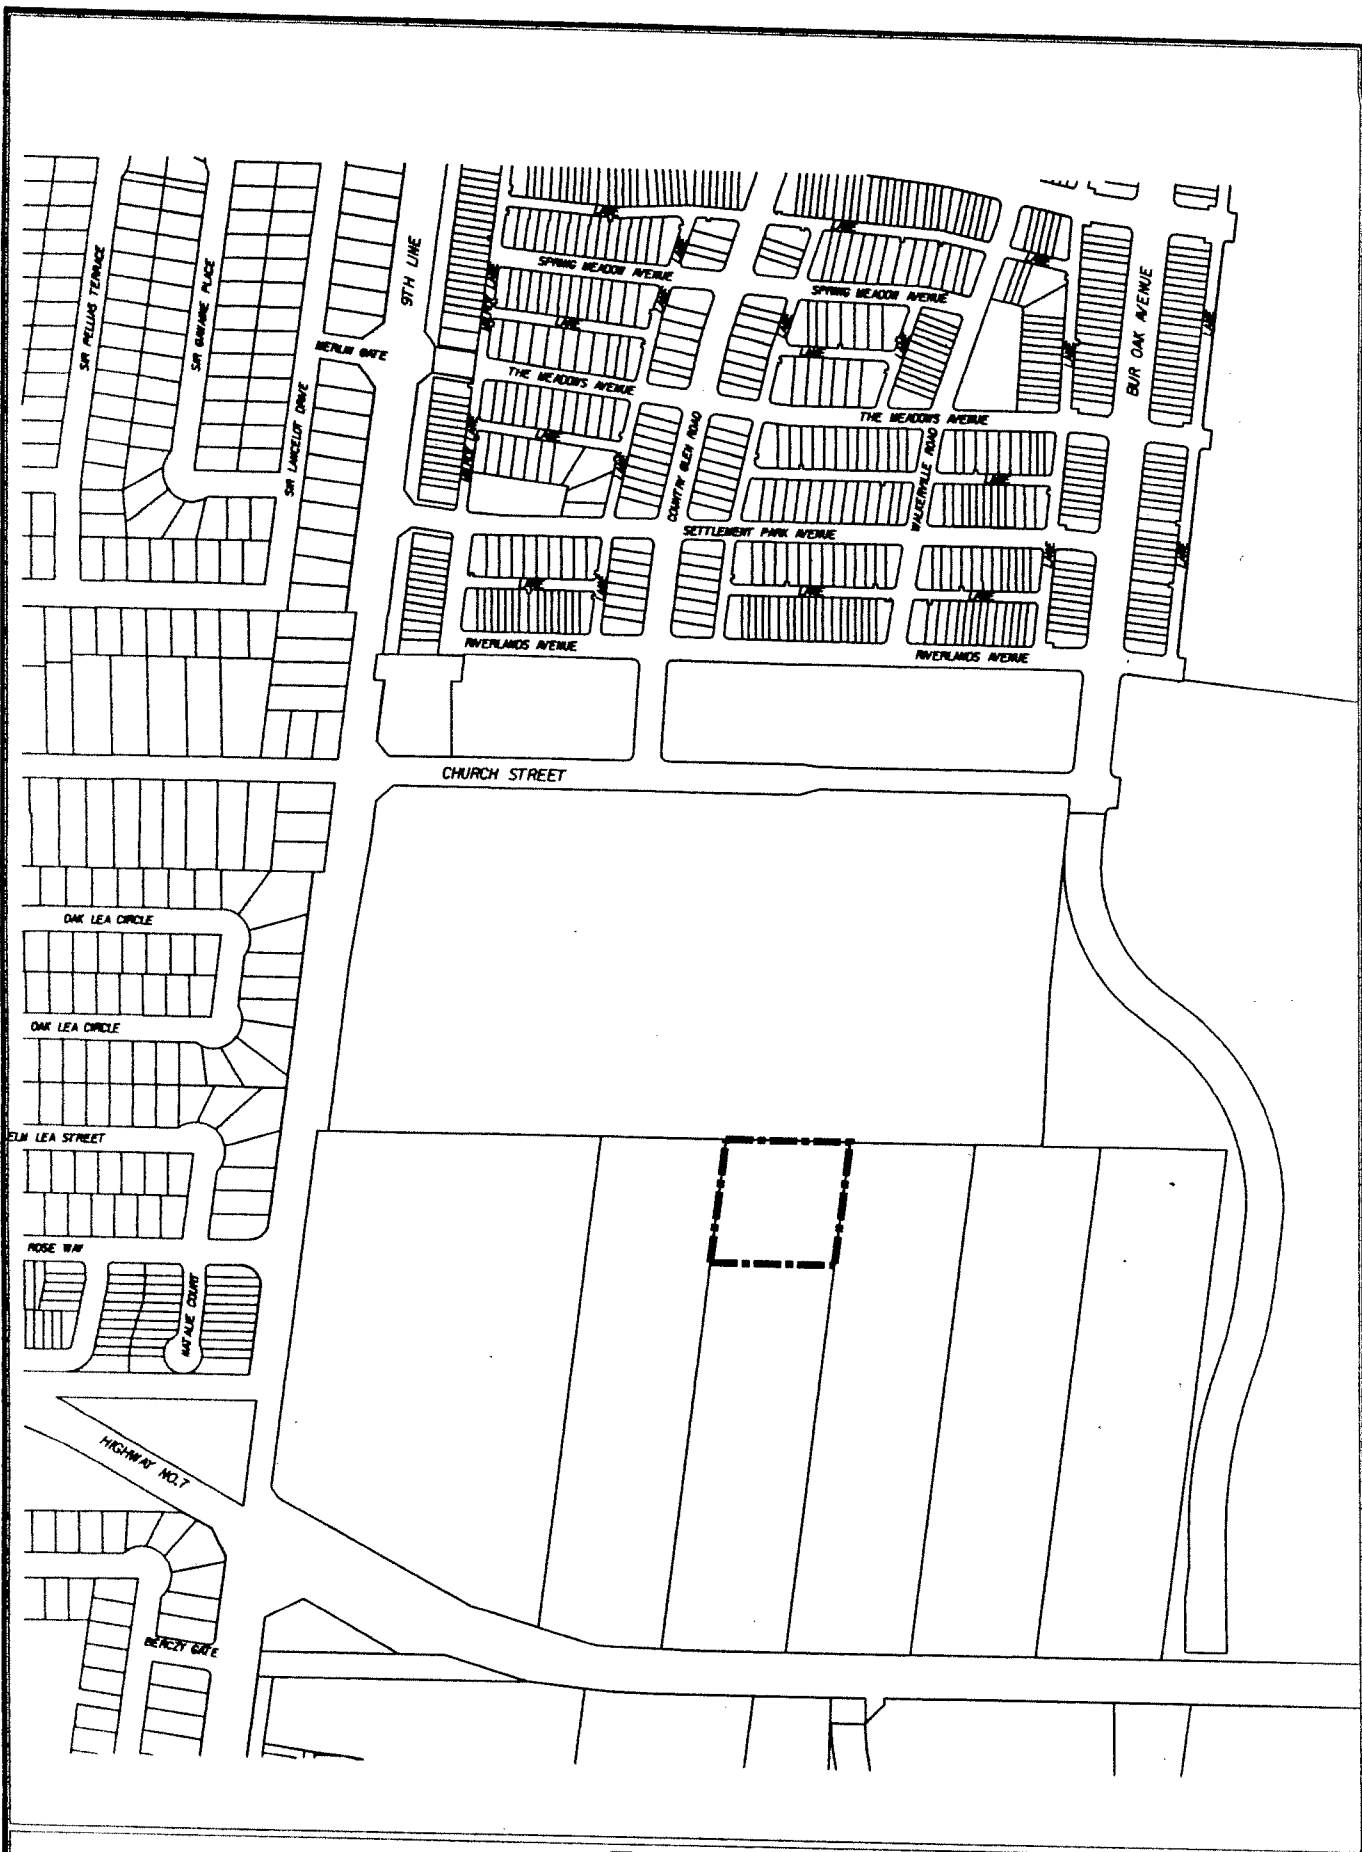 SIR PELLIAS TERRACE
SIR GAWAINE PLACE
SIR LANCELOT DRIVE
9TH LINE
MERLIN GATE
LANE
LANE
LANE
LANE
SPRING MEADOW AVENUE
SPRING MEADOW AVENUE
LANE
LANE
LANE
LANE
LANE
LANE
LANE
BUR OAK AVENUE
THE MEADOWS AVENUE
THE MEADOWS AVENUE
LANE
LANE
COUNTRY GLEN ROAD
WALKERVILLE ROAD
LANE
SETTLEMENT PARK AVENUE
LANE
LANE
LANE
LANE
LANE
LANE
RIVERLANDS AVENUE
RIVERLANDS AVENUE
CHURCH STREET
OAK LEA CIRCLE
OAK LEA CIRCLE
ELM LEA STREET
ROSE WAY
NATALIE COURT
HIGHWAY NO.7
BERCZY GATE